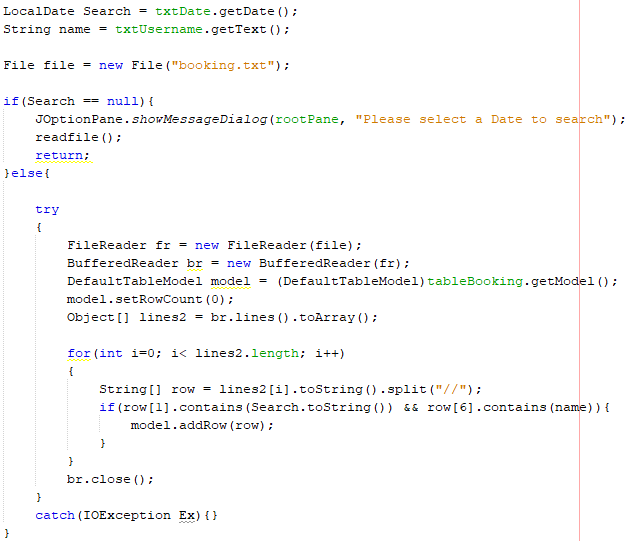 LocalDate Search = txtDate.getDate();
String name = txtUsername.getText();
File file = new File("booking.txt");
if(Search == null){
JOptionPane.showMessageDialog(rootPane, "Please select a Date to search");
readfile();
return;
}else{
try
{
FileReader fr = new FileReader(file);
BufferedReader br = new BufferedReader(fr);
DefaultTableModel model = (DefaultTableModel)tableBooking.getModel();
model.setRowCount(0);
Object[] lines2 = br.lines().toArray();
for(int i=0; i< lines2.length; i++)
{
String[] row = lines2[i].toString().split("//");
if(row[1].contains(Search.toString()) && row[6].contains(name)){
model.addRow(row);
}
}
br.close();
}
catch(IOException Ex){}
}